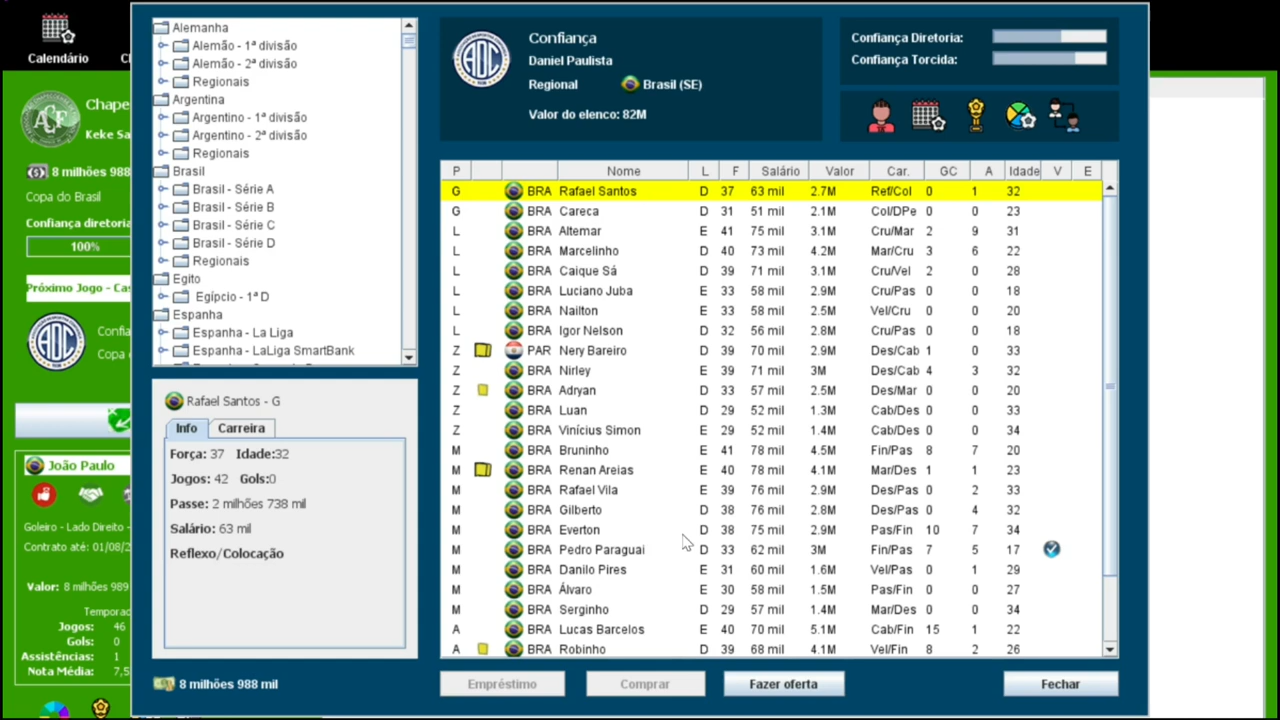 Calendário
Chape
Keke Sa
8 milhões 988
Copa do Brasil
Confiança diretoria:
100%
Próximo Jogo - Cas
ADC
Confia
Copa
João Paulo
Goleiro - Lado Direito -
Contrato até: 01/08/2
Valor: 8 milhões 989
Temporad
Jogos: 46
Gols: 0
Assistências: 1
Nota Média: 7,5
Alemanha
Alemão - 1ª divisão
Alemão - 2ª divisão
Regionais
Argentina
Argentino - 1ª divisão
Argentino - 2ª divisão
Regionais
Brasil
Brasil - Série A
Brasil - Série B
Brasil - Série C
Brasil - Série D
Regionais
Egito
Egípcio - 1ª D
Espanha
Espanha - La Liga
Espanha - LaLiga SmartBank
Rafael Santos - G
Info Carreira
Força: 37 Idade:32
Jogos: 42 Gols:0
Passe: 2 milhões 738 mil
Salário: 63 mil
Reflexo/Colocação
8 milhões 988 mil
ADC
Confiança
Daniel Paulista
Regional Brasil (SE)
Valor do elenco: 82M
Confiança Diretoria:
Confiança Torcida:
P Nome L F Salário Valor Car. GC A Idade V E
G BRA Rafael Santos D 37 63 mil 2.7M Ref/Col 0 1 32
G BRA Careca D 31 51 mil 2.1M Col/DPe 0 0 23
L BRA Altemar E 41 75 mil 3.1M Cru/Mar 2 9 31
L BRA Marcelinho D 40 73 mil 4.2M Mar/Cru 3 6 22
L BRA Caique Sá D 39 71 mil 3.1M Cru/Vel 2 0 28
L BRA Luciano Juba E 33 58 mil 2.9M Cru/Pas 0 0 18
L BRA Nailton E 33 58 mil 2.5M Vel/Cru 0 0 20
L BRA Igor Nelson D 32 56 mil 2.8M Cru/Pas 0 0 18
Z PAR Nery Bareiro D 39 70 mil 2.9M Des/Cab 1 0 33
Z BRA Nirley E 39 71 mil 3M Des/Cab 4 3 32
Z BRA Adryan D 33 57 mil 2.5M Des/Mar 0 0 20
Z BRA Luan D 29 52 mil 1.3M Cab/Des 0 0 33
Z BRA Vinícius Simon E 29 52 mil 1.4M Cab/Des 0 0 34
M BRA Bruninho E 41 78 mil 4.5M Fin/Pas 8 7 20
M BRA Renan Areias E 40 78 mil 4.1M Mar/Des 1 1 23
M BRA Rafael Vila E 39 76 mil 2.9M Des/Pas 0 2 33
M BRA Gilberto D 38 76 mil 2.8M Des/Pas 0 4 32
M BRA Everton D 38 75 mil 2.9M Pas/Fin 10 7 34
M BRA Pedro Paraguai D 33 62 mil 3M Fin/Pas 7 5 17
M BRA Danilo Pires E 31 60 mil 1.6M Vel/Pas 0 1 29
M BRA Álvaro E 30 58 mil 1.5M Pas/Fin 0 0 27
M BRA Serginho D 29 57 mil 1.4M Mar/Des 0 0 34
A BRA Lucas Barcelos E 40 70 mil 5.1M Cab/Fin 15 1 22
A BRA Robinho D 39 68 mil 4.1M Vel/Fin 8 2 26
Empréstimo Comprar Fazer oferta Fechar